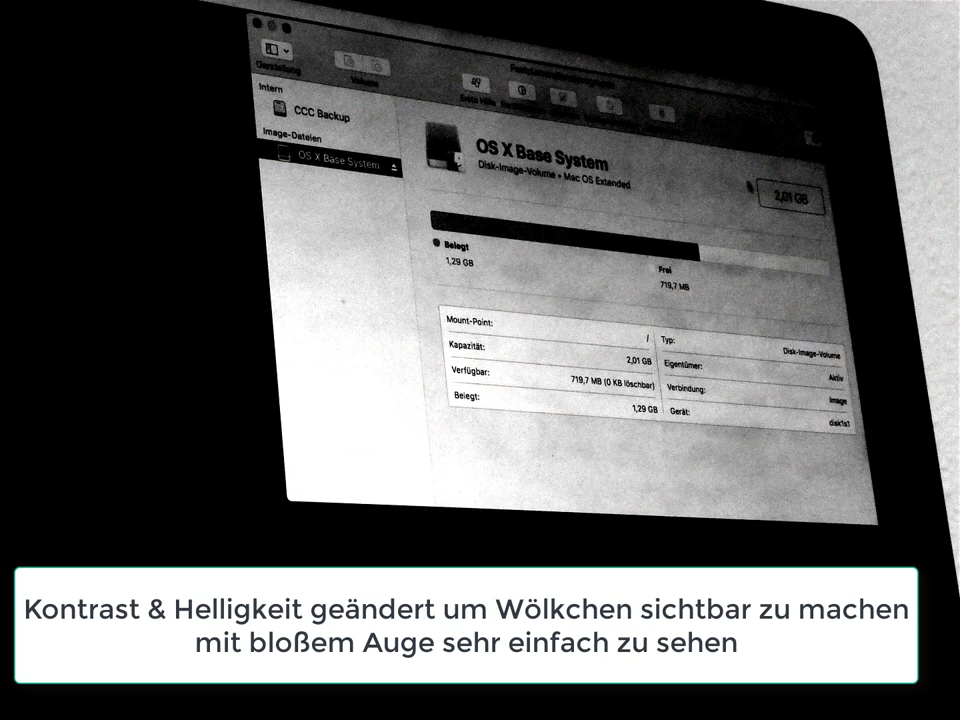 Darstellung
Volume
Erste Hilfe
Intern
CCC Backup
Image-Dateien
OS X Base System
OS X Base System
Disk-Image-Volume • Mac OS Extended
2,01 GB
Belegt
1,29 GB
Frei
719,7 MB
Mount-Point: /
Kapazität: 2,01 GB
Verfügbar: 719,7 MB (0 KB löschbar)
Belegt: 1,29 GB
Typ: Disk-Image-Volume
Eigentümer: Aktiv
Verbindung: Image
Gerät: disk1s1
Kontrast & Helligkeit geändert um Wölkchen sichtbar zu machen
mit bloßem Auge sehr einfach zu sehen